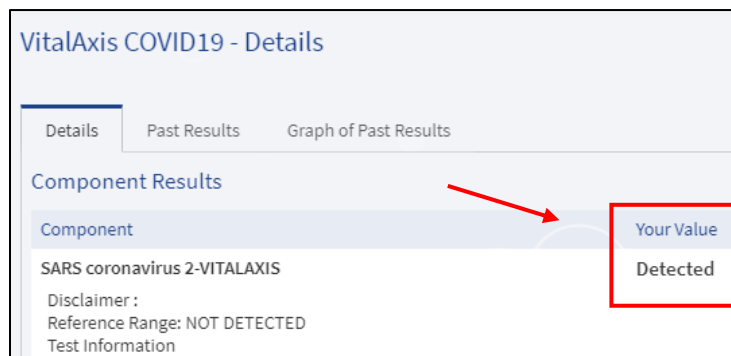 VitalAxis COVID19 - Details
Details Past Results Graph of Past Results
Component Results
Component Your Value
SARS coronavirus 2-VITALAXIS Detected
Disclaimer :
Reference Range: NOT DETECTED
Test Information